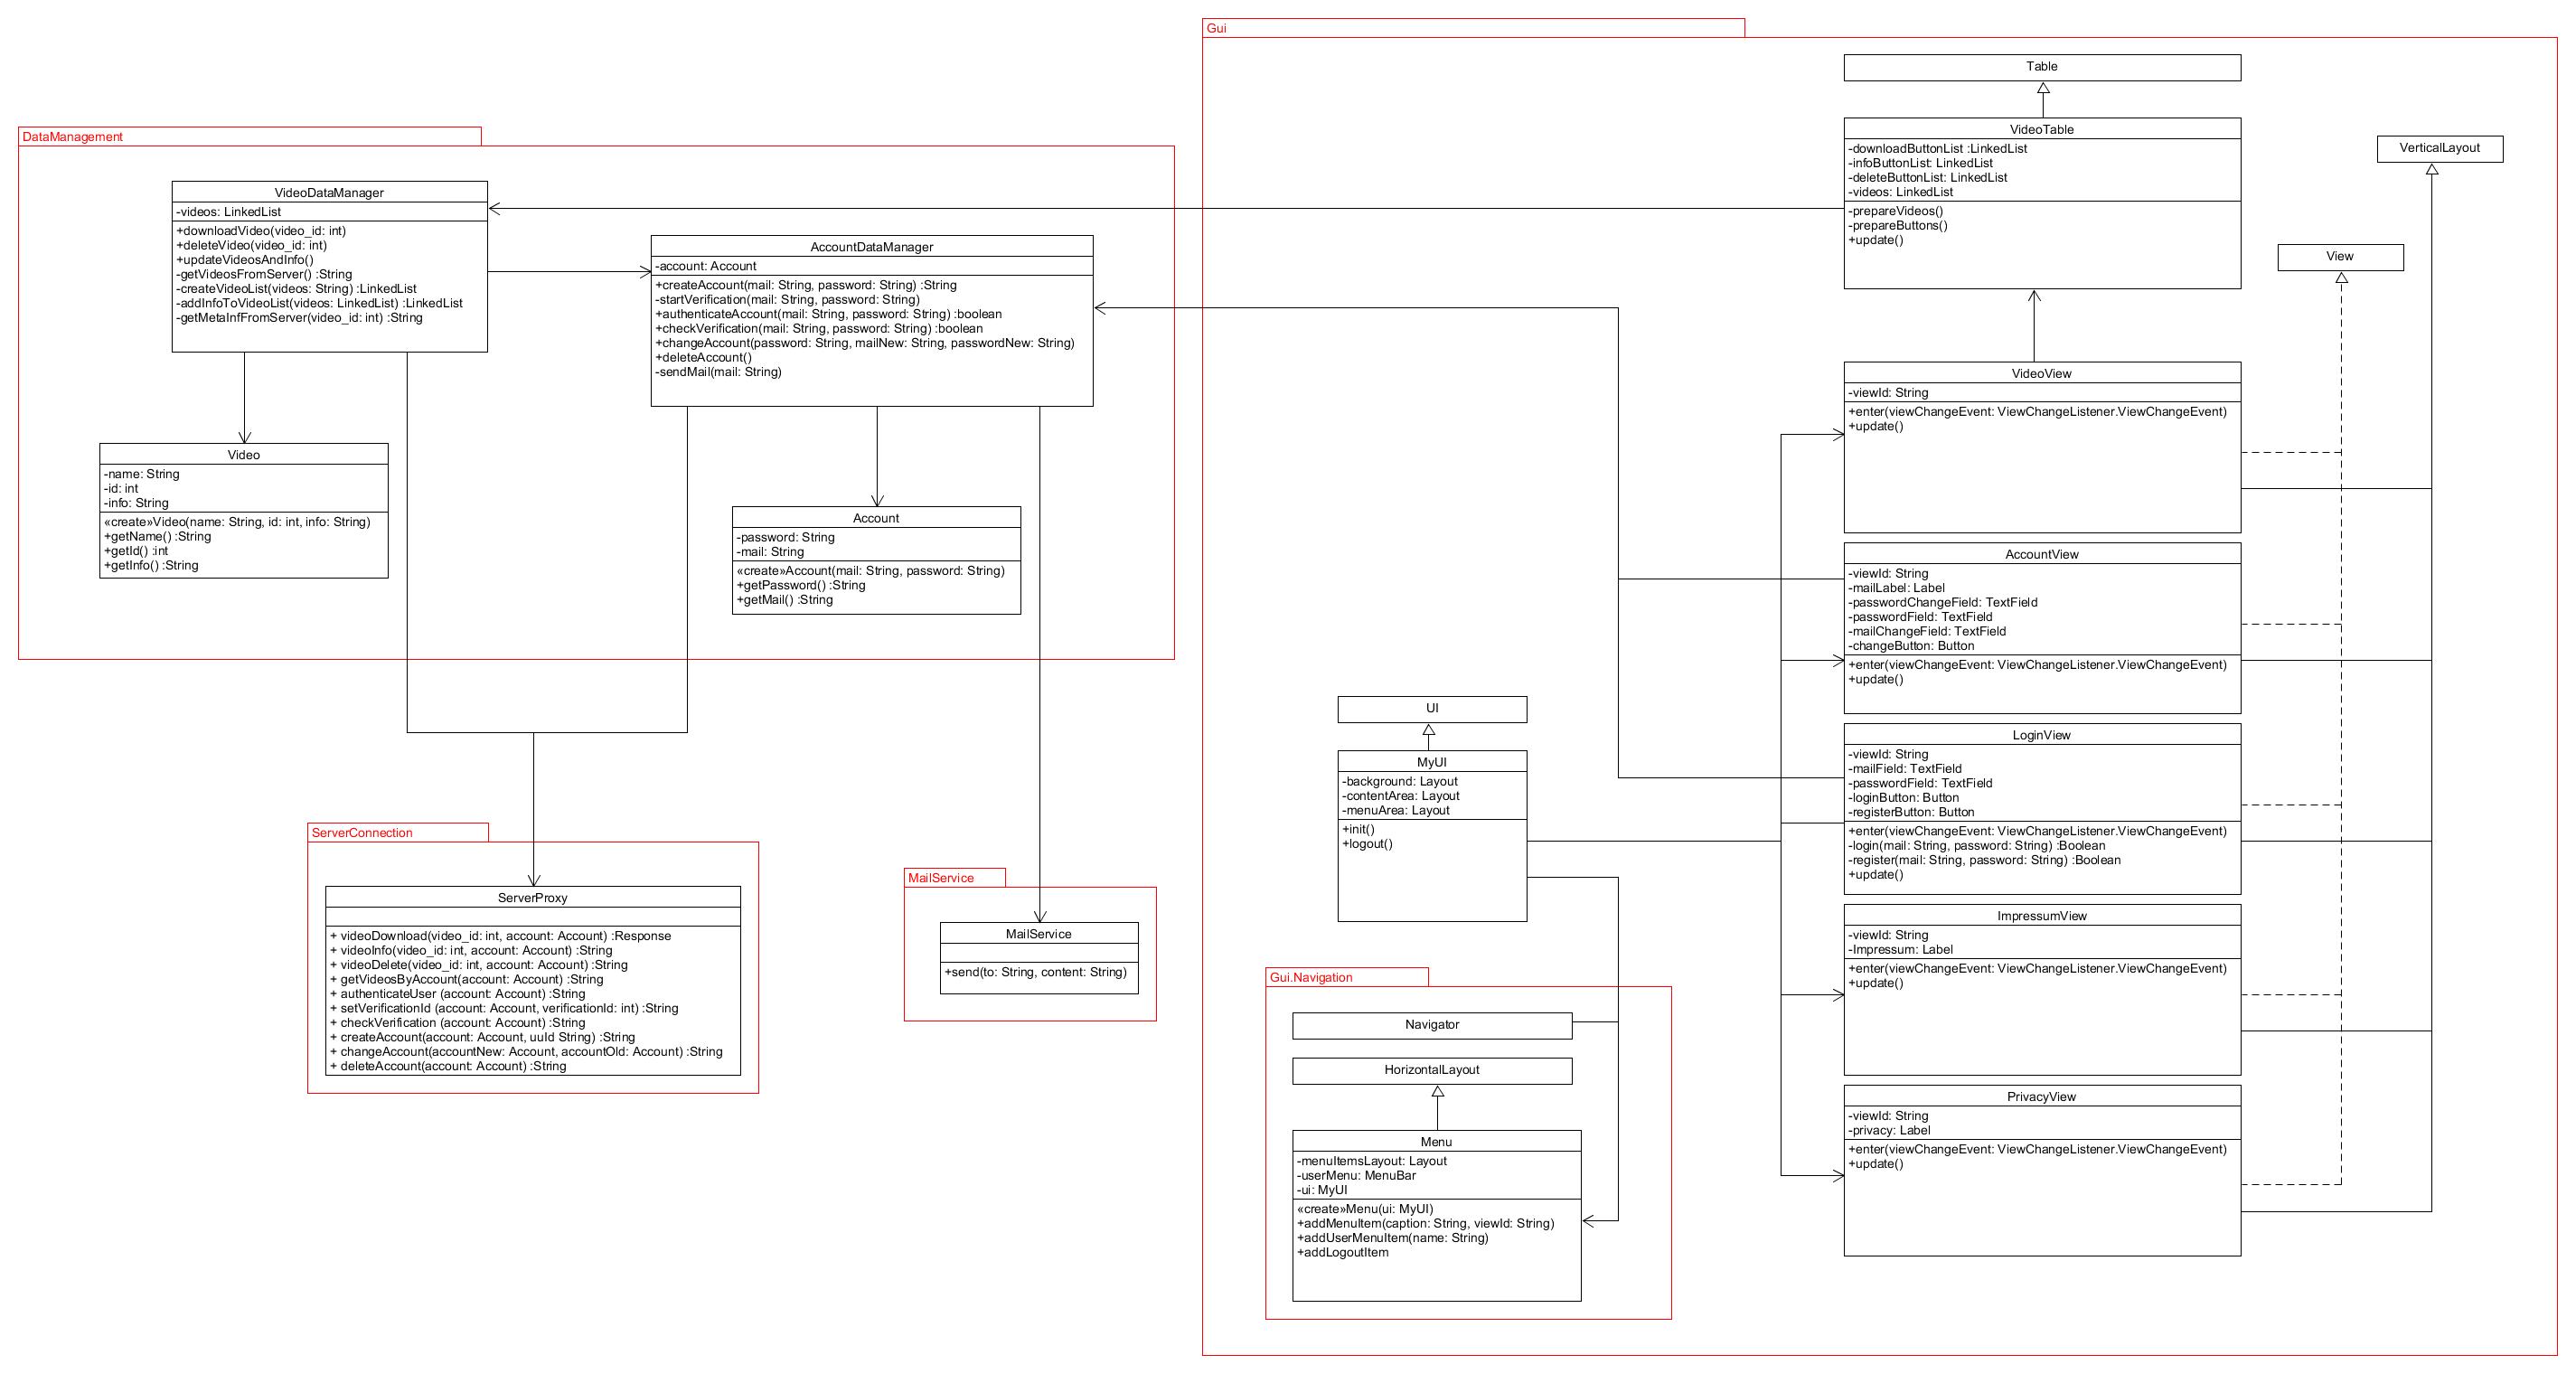 Gui
Table
VideoTable
-downloadButtonList :LinkedList
-infoButtonList: LinkedList
-deleteButtonList: LinkedList
-videos: LinkedList
-prepareVideos()
-prepareButtons()
+update()
VerticalLayout
View
DataManagement
VideoDataManager
-videos: LinkedList
+downloadVideo(video_id: int)
+deleteVideo(video_id: int)
+updateVideosAndInfo()
-getVideosFromServer() :String
-createVideoList(videos: String) :LinkedList
-addInfoToVideoList(videos: LinkedList) :LinkedList
-getMetaInfFromServer(video_id: int) :String
AccountDataManager
-account: Account
+createAccount(mail: String, password: String) :String
-startVerification(mail: String, password: String)
+authenticateAccount(mail: String, password: String) :boolean
+checkVerification(mail: String, password: String) :boolean
+changeAccount(password: String, mailNew: String, passwordNew: String)
+deleteAccount()
-sendMail(mail: String)
Video
-name: String
-id: int
-info: String
«create»Video(name: String, id: int, info: String)
+getName() :String
+getId() :int
+getInfo() :String
Account
-password: String
-mail: String
«create»Account(mail: String, password: String)
+getPassword() :String
+getMail() :String
VideoView
-viewId: String
+enter(viewChangeEvent: ViewChangeListener.ViewChangeEvent)
+update()
AccountView
-viewId: String
-mailLabel: Label
-passwordChangeField: TextField
-passwordField: TextField
-mailChangeField: TextField
-changeButton: Button
+enter(viewChangeEvent: ViewChangeListener.ViewChangeEvent)
+update()
UI
MyUI
-background: Layout
-contentArea: Layout
-menuArea: Layout
+init()
+logout()
LoginView
-viewId: String
-mailField: TextField
-passwordField: TextField
-loginButton: Button
-registerButton: Button
+enter(viewChangeEvent: ViewChangeListener.ViewChangeEvent)
-login(mail: String, password: String) :Boolean
-register(mail: String, password: String) :Boolean
+update()
ServerConnection
ServerProxy
+ videoDownload(video_id: int, account: Account) :Response
+ videoInfo(video_id: int, account: Account) :String
+ videoDelete(video_id: int, account: Account) :String
+ getVideosByAccount(account: Account) :String
+ authenticateUser (account: Account) :String
+ setVerificationId (account: Account, verificationId: int) :String
+ checkVerification (account: Account) :String
+ createAccount(account: Account, uuId String) :String
+ changeAccount(accountNew: Account, accountOld: Account) :String
+ deleteAccount(account: Account) :String
MailService
MailService
+send(to: String, content: String)
ImpressumView
-viewId: String
-Impressum: Label
+enter(viewChangeEvent: ViewChangeListener.ViewChangeEvent)
+update()
Gui.Navigation
Navigator
HorizontalLayout
Menu
-menuItemsLayout: Layout
-userMenu: MenuBar
-ui: MyUI
«create»Menu(ui: MyUI)
+addMenuItem(caption: String, viewId: String)
+addUserMenuItem(name: String)
+addLogoutItem
PrivacyView
-viewId: String
-privacy: Label
+enter(viewChangeEvent: ViewChangeListener.ViewChangeEvent)
+update()